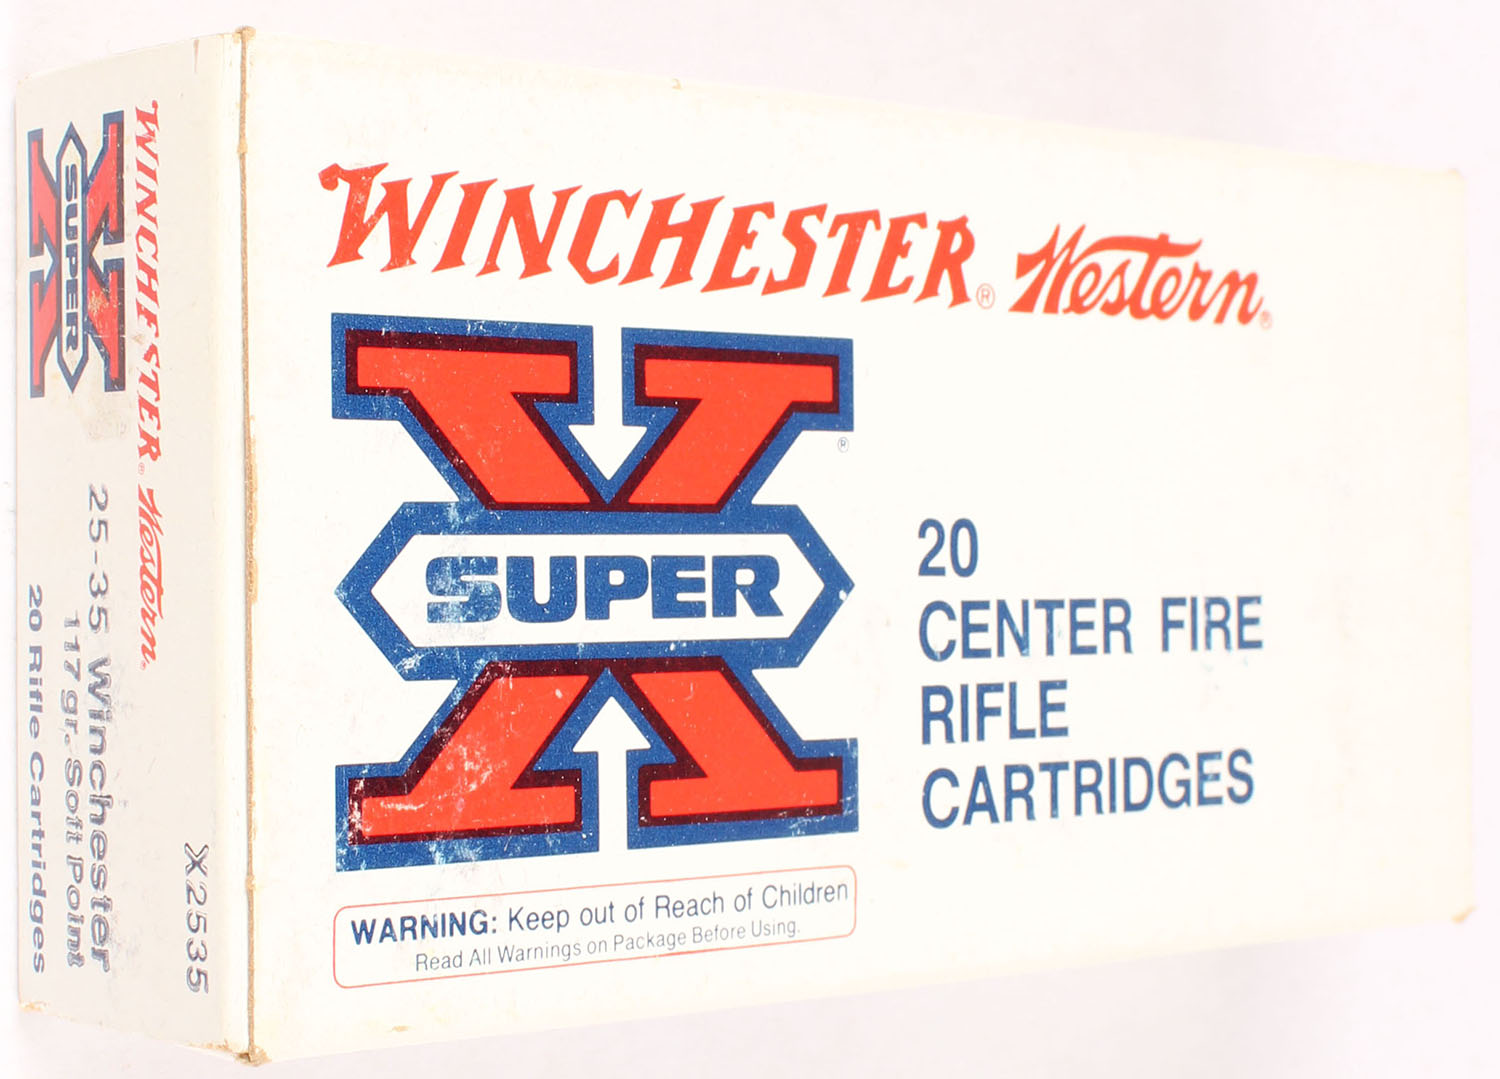 WINCHESTER® Western®
X
SUPER
®
20
CENTER FIRE
RIFLE
CARTRIDGES
WARNING: Keep out of Reach of Children
Read All Warnings on Package Before Using.
WINCHESTER® Western®
X
SUPER
25-35 Winchester
117 gr. Soft Point
20 Rifle Cartridges
X2535